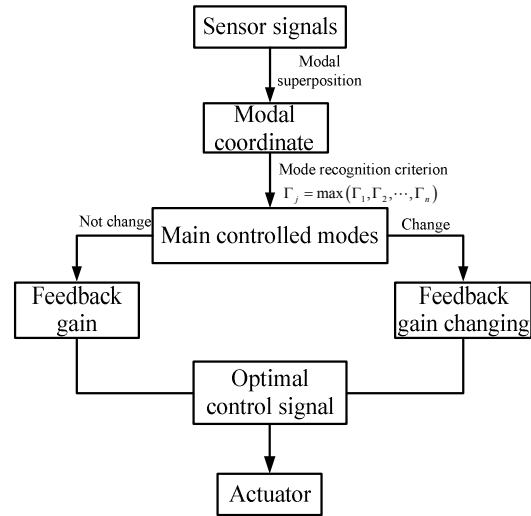 Sensor signals
Modal
superposition
Modal
coordinate
Mode recognition criterion
Γj = max(Γ1, Γ2, ⋯, Γn)
Not change
Main controlled modes
Change
Feedback
gain
Feedback
gain changing
Optimal
control signal
Actuator